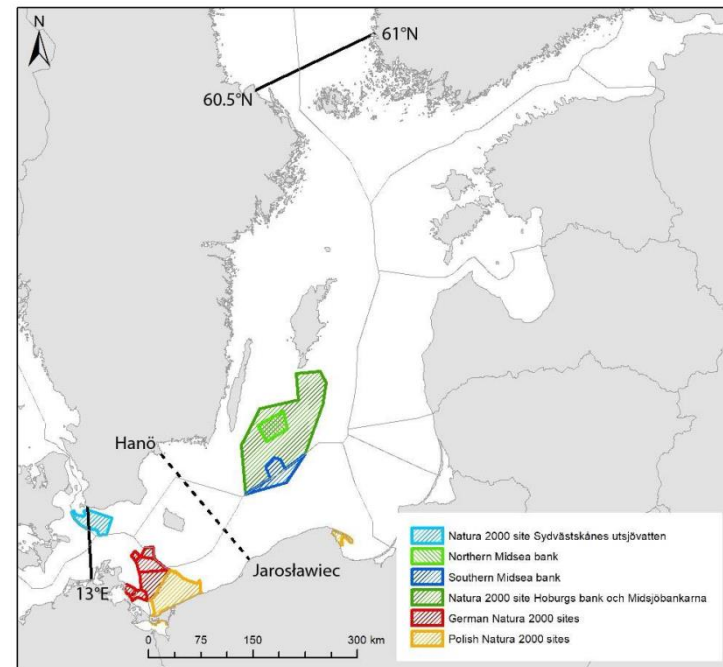 N
61°N
60.5°N
Hanö
Jarosławiec
13°E
Natura 2000 site Sydvästskånes utsjövatten
Northern Midsea bank
Southern Midsea bank
Natura 2000 site Hoburgs bank och Midsjöbankarna
German Natura 2000 sites
Polish Natura 2000 sites
0 75 150 300 km